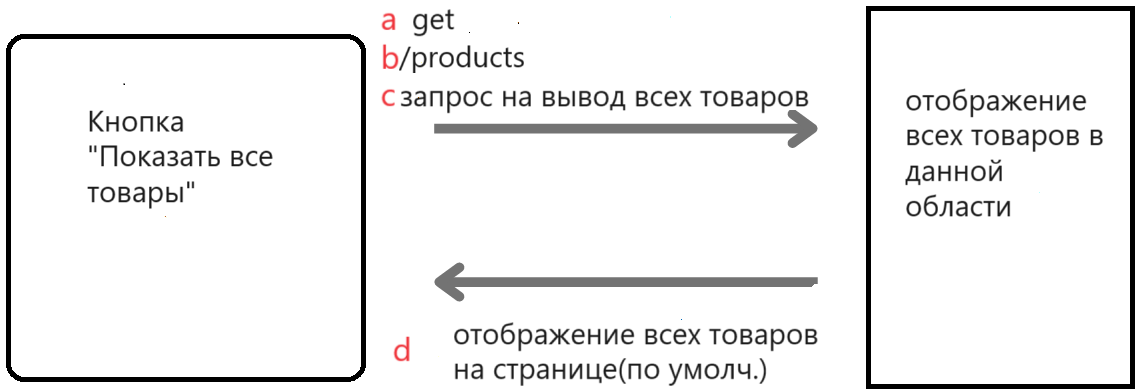 a get
b/products
c запрос на вывод всех товаров
Кнопка
"Показать все
товары"
отображение
всех товаров в
данной
области
d отображение всех товаров
на странице(по умолч.)